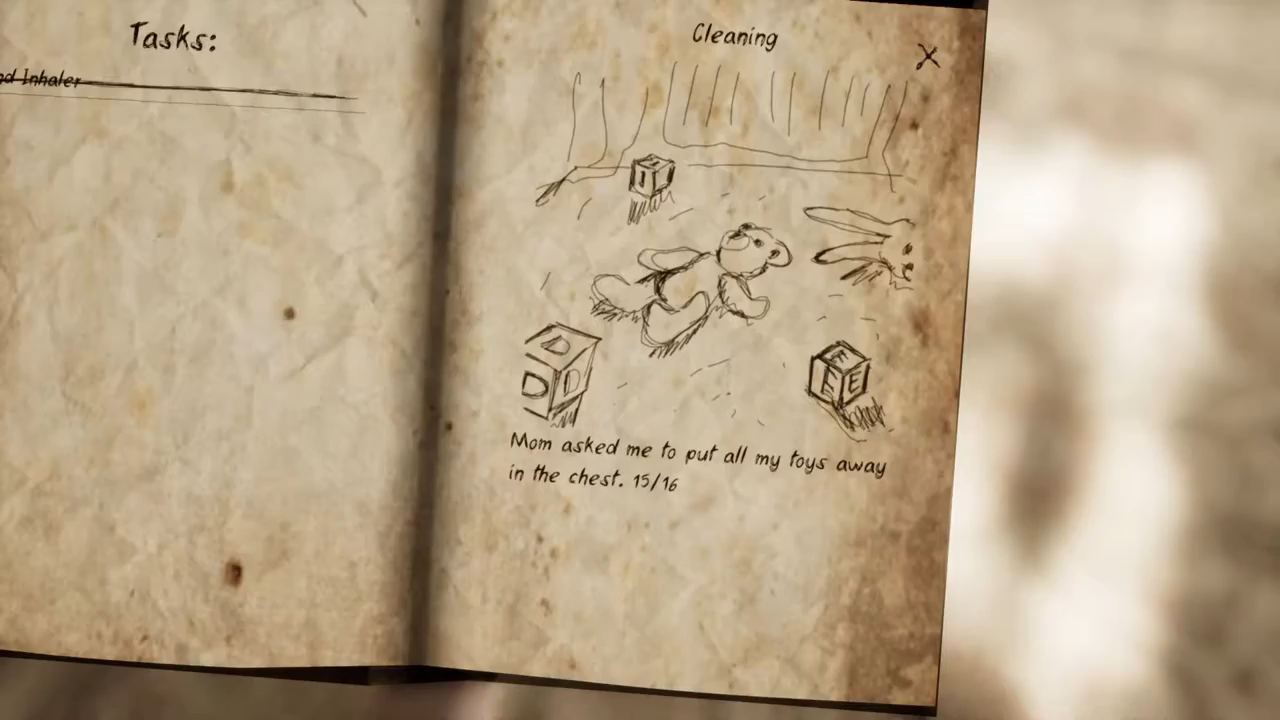 Tasks:
Inhaler
Cleaning
X
I
D
D D
E
E E
Mom asked me to put all my toys away
in the chest. 15/16